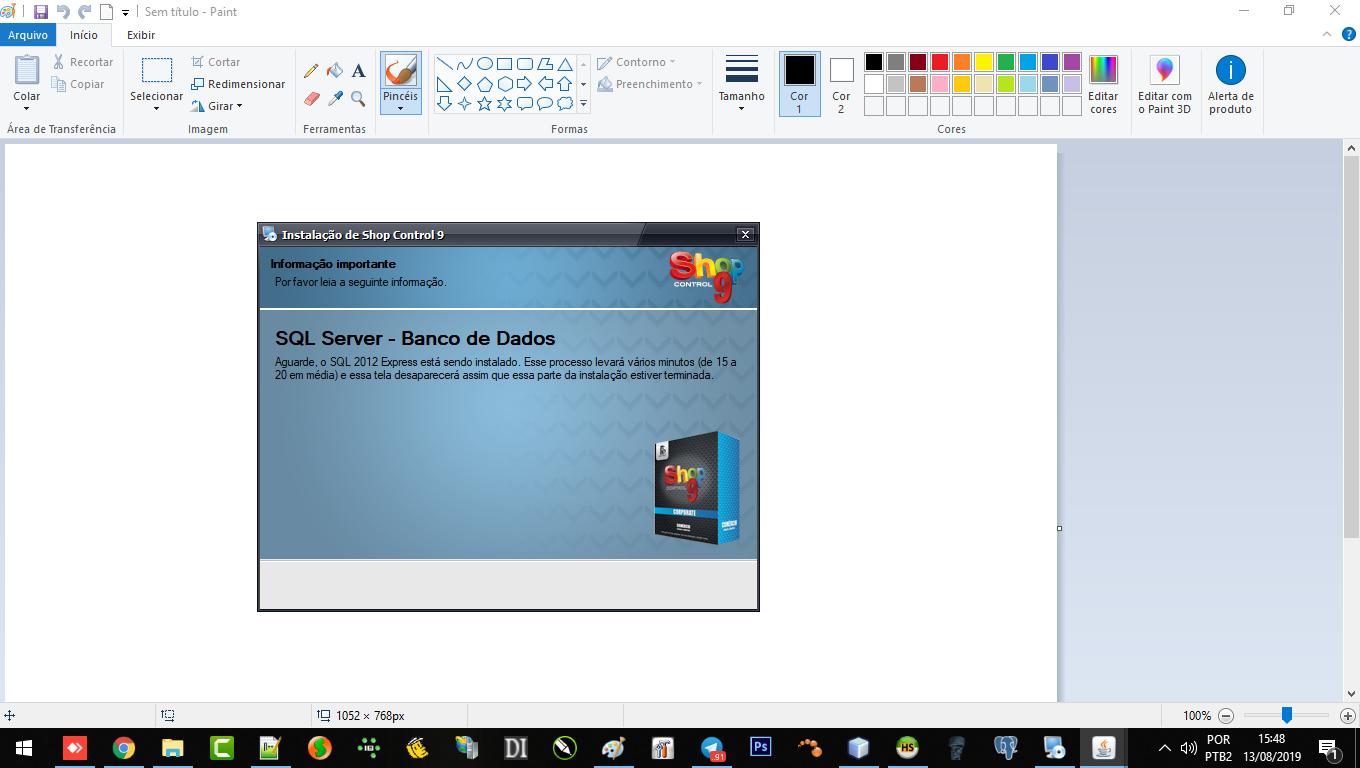 Sem título - Paint
Arquivo
Início
Exibir
Colar
Recortar
Copiar
Área de Transferência
Selecionar
Cortar
Redimensionar
Girar
Imagem
A
Ferramentas
Pincéis
Contorno
Preenchimento
Formas
Tamanho
Cor
1
Cor
2
Editar
cores
Cores
Editar com
o Paint 3D
Alerta de
produto
Instalação de Shop Control 9
Informação importante
Por favor leia a seguinte informação.
Shop
CONTROL 9
SQL Server - Banco de Dados
Aguarde, o SQL 2012 Express está sendo instalado. Esse processo levará vários minutos (de 15 a
20 em média) e essa tela desaparecerá assim que essa parte da instalação estiver terminada.
Shop
CONTROL 9
CORPORATE
COMÉRCIO
1052 × 768px
100%
DI
91
Ps
HS
POR
PTB2
15:48
13/08/2019
1